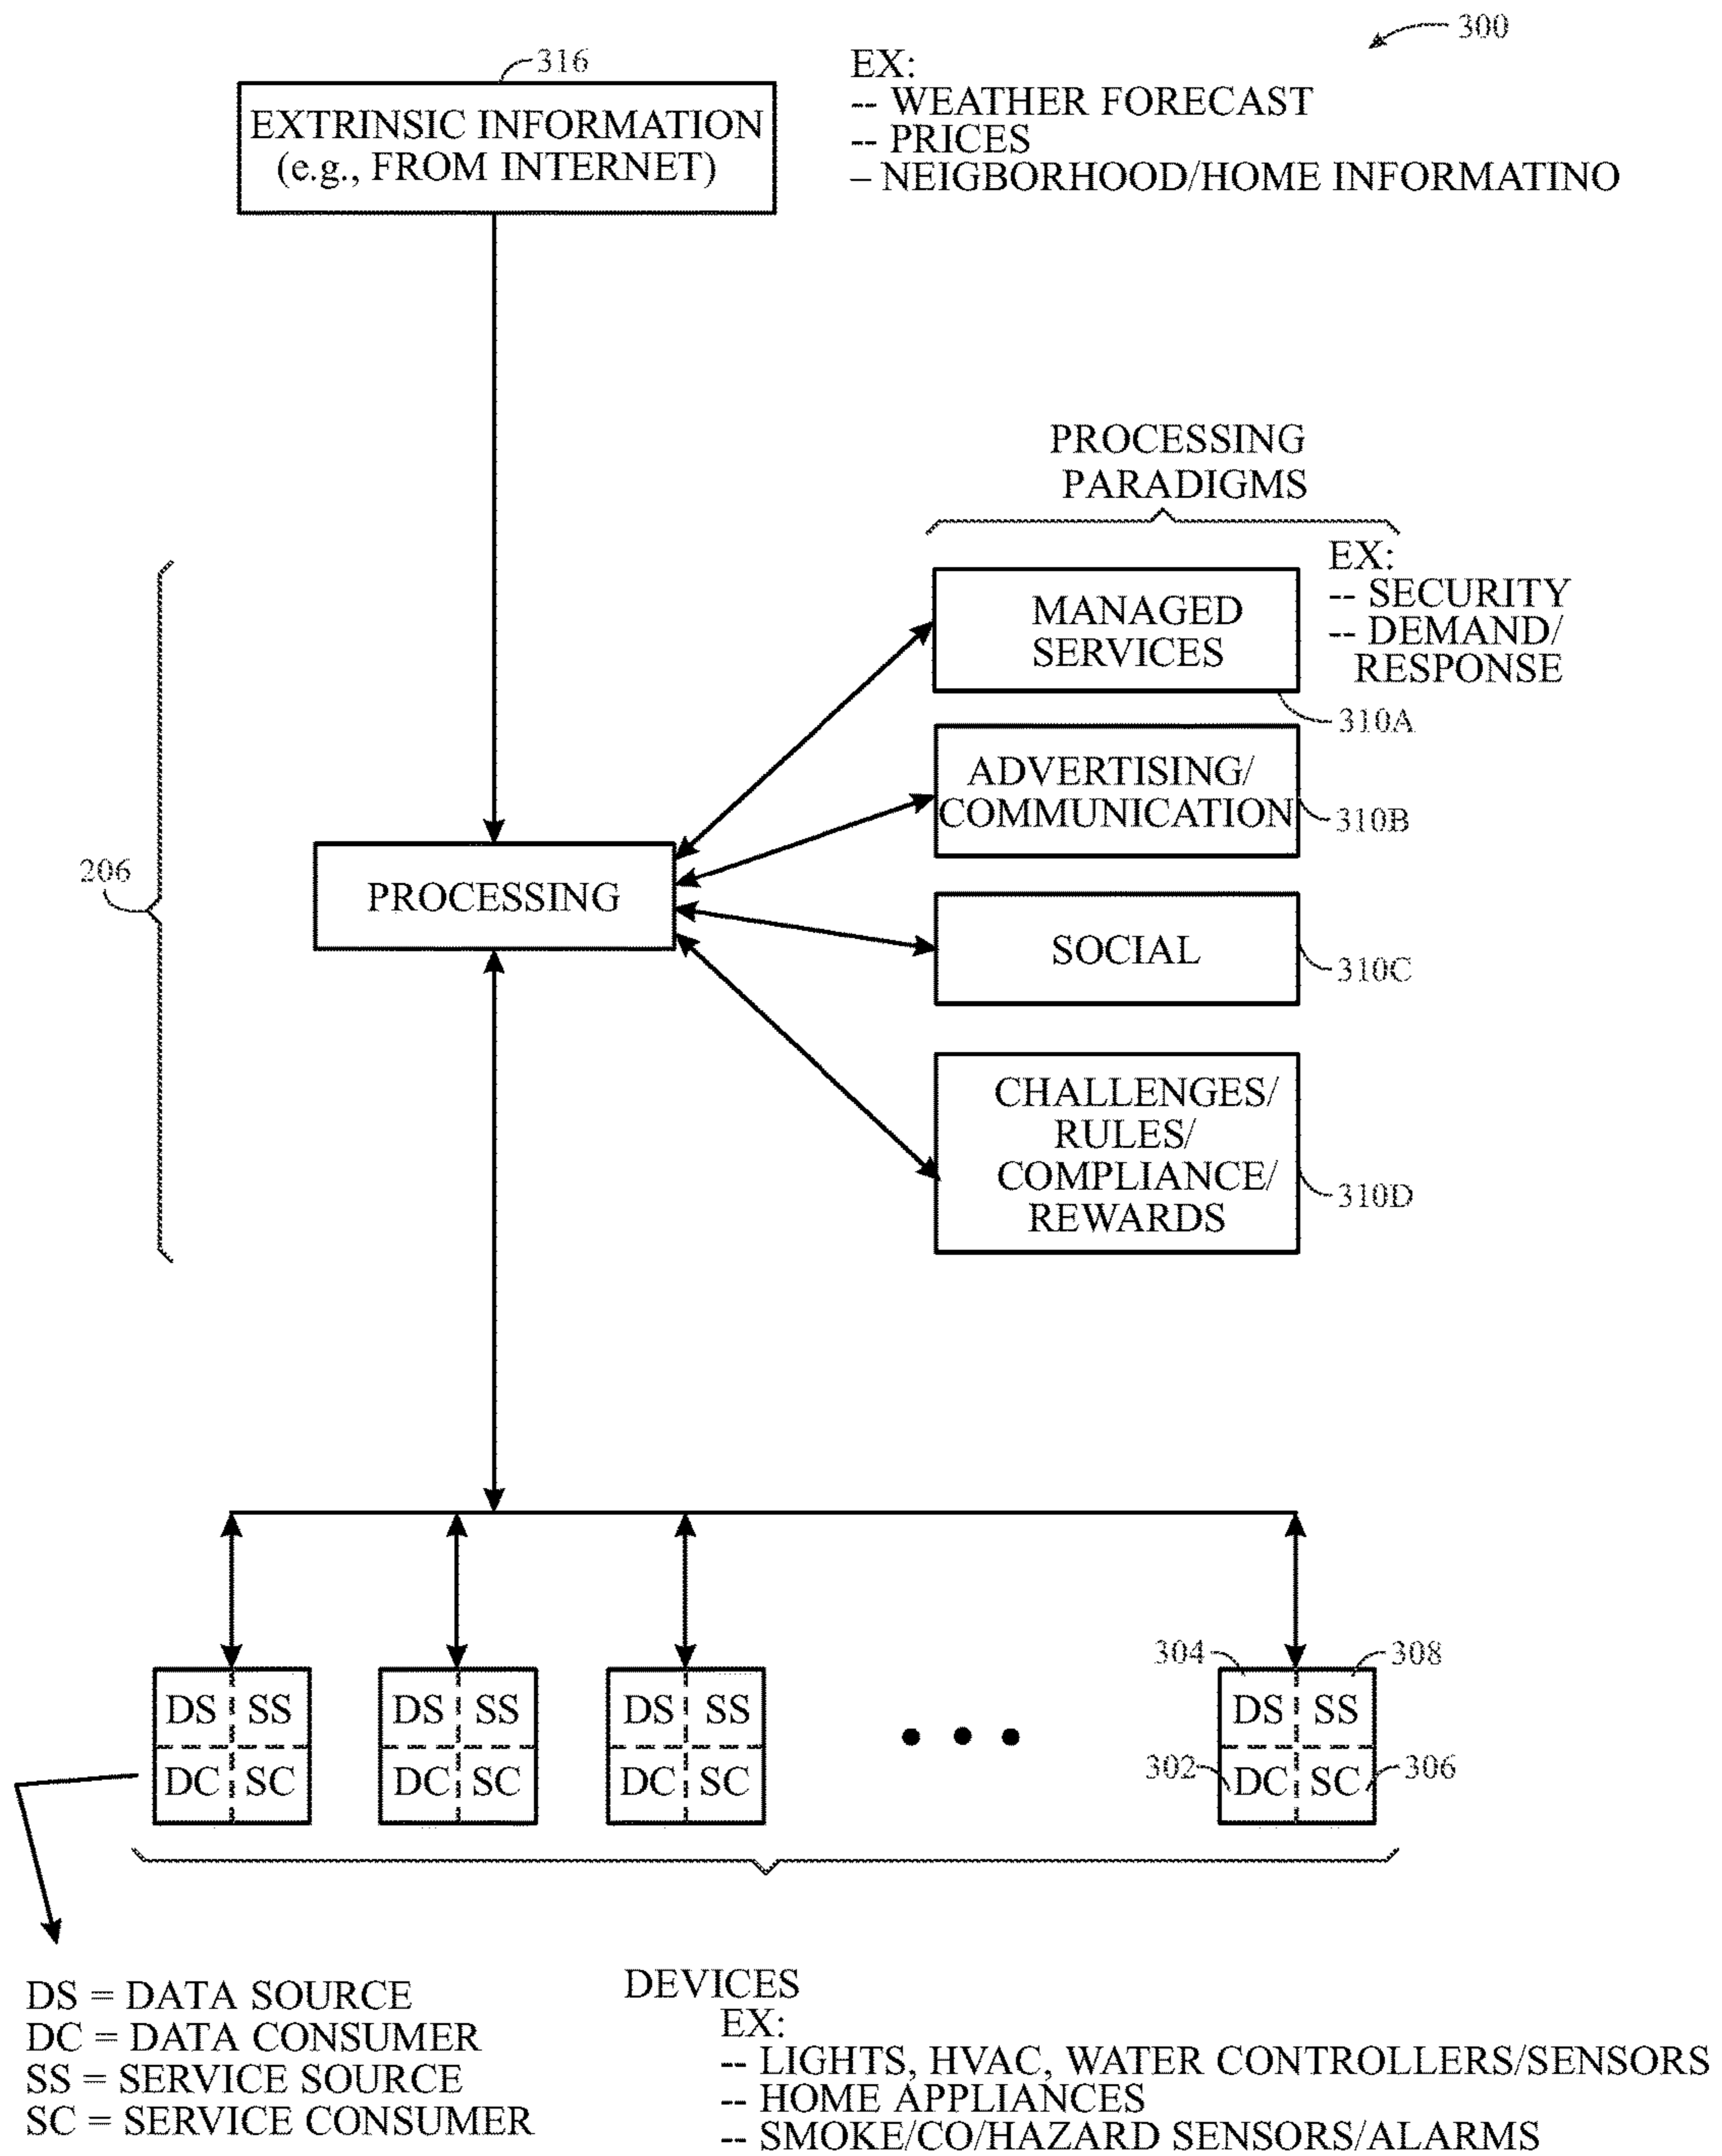 300
316
EXTRINSIC INFORMATION
(e.g., FROM INTERNET)
EX:
-- WEATHER FORECAST
-- PRICES
– NEIGBORHOOD/HOME INFORMATINO
PROCESSING
PARADIGMS
MANAGED
SERVICES
EX:
-- SECURITY
-- DEMAND/
RESPONSE
310A
ADVERTISING/
COMMUNICATION
310B
206
PROCESSING
SOCIAL
310C
CHALLENGES/
RULES/
COMPLIANCE/
REWARDS
310D
304
308
DS SS
DC SC
DS SS
DC SC
DS SS
DC SC
DS SS
DC SC
302
306
DS = DATA SOURCE
DC = DATA CONSUMER
SS = SERVICE SOURCE
SC = SERVICE CONSUMER
DEVICES
EX:
-- LIGHTS, HVAC, WATER CONTROLLERS/SENSORS
-- HOME APPLIANCES
-- SMOKE/CO/HAZARD SENSORS/ALARMS